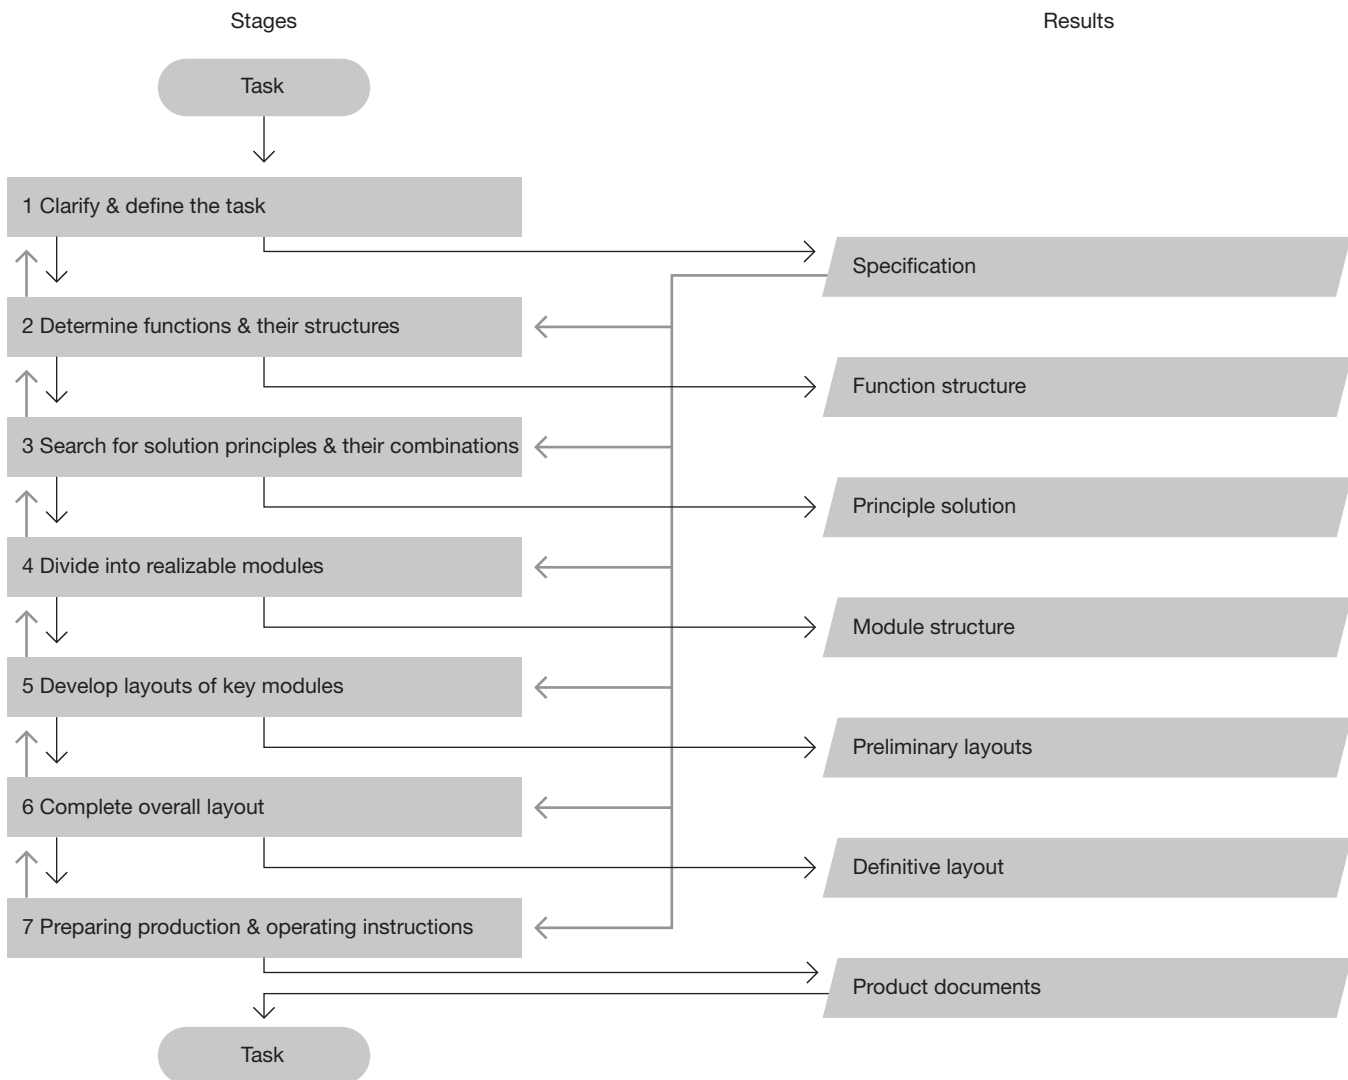 Stages
Results
Task
1 Clarify & define the task
Specification
2 Determine functions & their structures
Function structure
3 Search for solution principles & their combinations
Principle solution
4 Divide into realizable modules
Module structure
5 Develop layouts of key modules
Preliminary layouts
6 Complete overall layout
Definitive layout
7 Preparing production & operating instructions
Product documents
Task